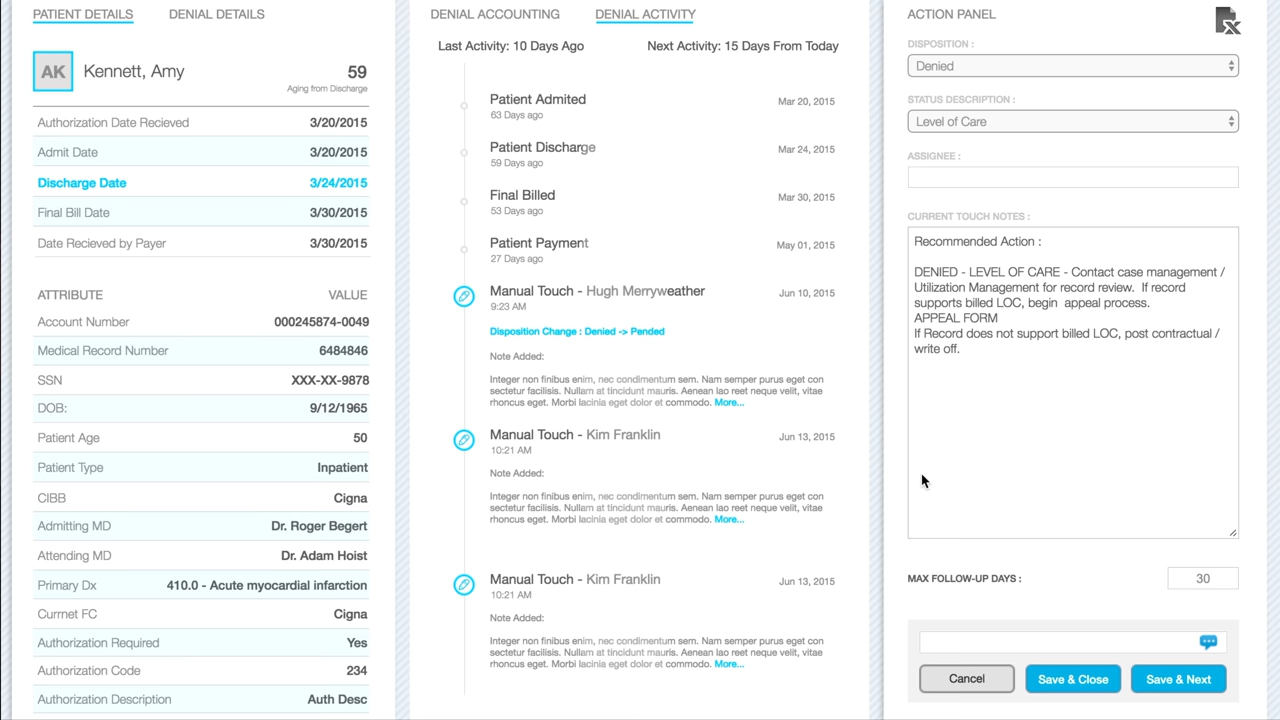 PATIENT DETAILS DENIAL DETAILS
AK Kennett, Amy 59
Aging from Discharge
Authorization Date Recieved 3/20/2015
Admit Date 3/20/2015
Discharge Date 3/24/2015
Final Bill Date 3/30/2015
Date Recieved by Payer 3/30/2015
ATTRIBUTE VALUE
Account Number 000245874-0049
Medical Record Number 6484846
SSN XXX-XX-9878
DOB: 9/12/1965
Patient Age 50
Patient Type Inpatient
CIBB Cigna
Admitting MD Dr. Roger Begert
Attending MD Dr. Adam Hoist
Primary Dx 410.0 - Acute myocardial infarction
Currnet FC Cigna
Authorization Required Yes
Authorization Code 234
Authorization Description Auth Desc
DENIAL ACCOUNTING DENIAL ACTIVITY
Last Activity: 10 Days Ago Next Activity: 15 Days From Today
Patient Admited Mar 20, 2015
63 Days ago
Patient Discharge Mar 24, 2015
59 Days ago
Final Billed Mar 30, 2015
53 Days ago
Patient Payment May 01, 2015
27 Days ago
Manual Touch - Hugh Merryweather Jun 10, 2015
9:23 AM
Disposition Change : Denied -> Pended
Note Added:
Integer non finibus enim, nec condimentum sem. Nam semper purus eget con
sectetur facilisis. Nullam at tincidunt mauris. Aenean lao reet neque velit, vitae
rhoncus eget. Morbi lacinia eget dolor et commodo. More...
Manual Touch - Kim Franklin Jun 13, 2015
10:21 AM
Note Added:
Integer non finibus enim, nec condimentum sem. Nam semper purus eget con
sectetur facilisis. Nullam at tincidunt mauris. Aenean lao reet neque velit, vitae
rhoncus eget. Morbi lacinia eget dolor et commodo. More...
Manual Touch - Kim Franklin Jun 13, 2015
10:21 AM
Note Added:
Integer non finibus enim, nec condimentum sem. Nam semper purus eget con
sectetur facilisis. Nullam at tincidunt mauris. Aenean lao reet neque velit, vitae
rhoncus eget. Morbi lacinia eget dolor et commodo. More...
ACTION PANEL
X
DISPOSITION :
Denied
STATUS DESCRIPTION :
Level of Care
ASSIGNEE :
CURRENT TOUCH NOTES :
Recommended Action :
DENIED - LEVEL OF CARE - Contact case management /
Utilization Management for record review. If record
supports billed LOC, begin appeal process.
APPEAL FORM
If Record does not support billed LOC, post contractual /
write off.
MAX FOLLOW-UP DAYS : 30
Cancel Save & Close Save & Next